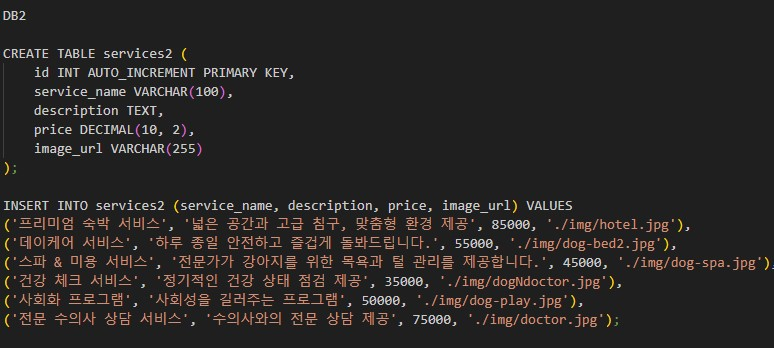 DB2
CREATE TABLE services2 (
id INT AUTO_INCREMENT PRIMARY KEY,
service_name VARCHAR(100),
description TEXT,
price DECIMAL(10, 2),
image_url VARCHAR(255)
);
INSERT INTO services2 (service_name, description, price, image_url) VALUES
('프리미엄 숙박 서비스', '넓은 공간과 고급 침구, 맞춤형 환경 제공', 85000, './img/hotel.jpg'),
('데이케어 서비스', '하루 종일 안전하고 즐겁게 돌봐드립니다.', 55000, './img/dog-bed2.jpg'),
('스파 & 미용 서비스', '전문가가 강아지를 위한 목욕과 털 관리를 제공합니다.', 45000, './img/dog-spa.jpg'),
('건강 체크 서비스', '정기적인 건강 상태 점검 제공', 35000, './img/dogNdoctor.jpg'),
('사회화 프로그램', '사회성을 길러주는 프로그램', 50000, './img/dog-play.jpg'),
('전문 수의사 상담 서비스', '수의사와의 전문 상담 제공', 75000, './img/doctor.jpg');